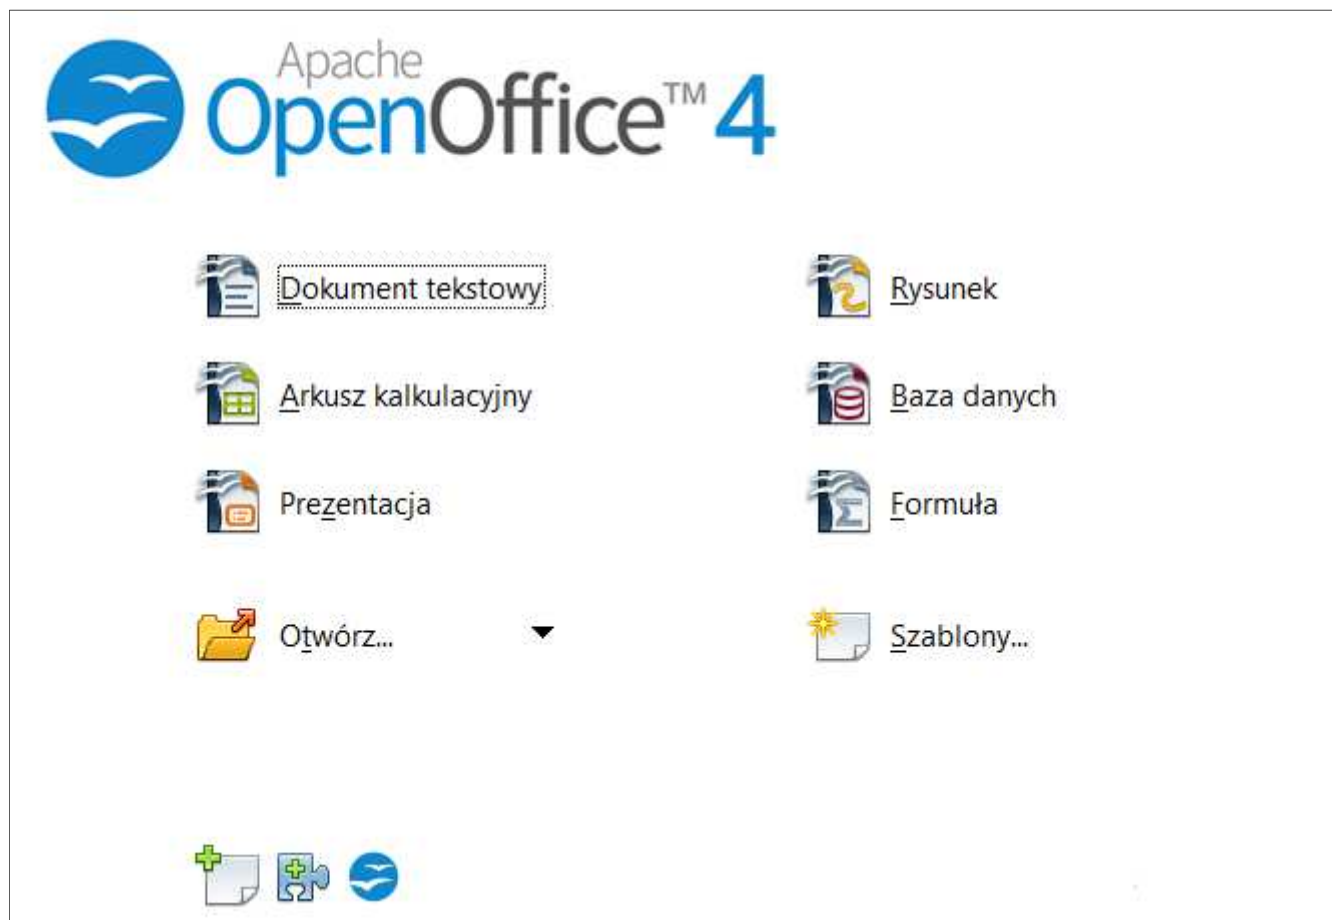 Apache
OpenOffice™ 4
Dokument tekstowy
Rysunek
Arkusz kalkulacyjny
Baza danych
Prezentacja
Formuła
Otwórz...
Szablony...